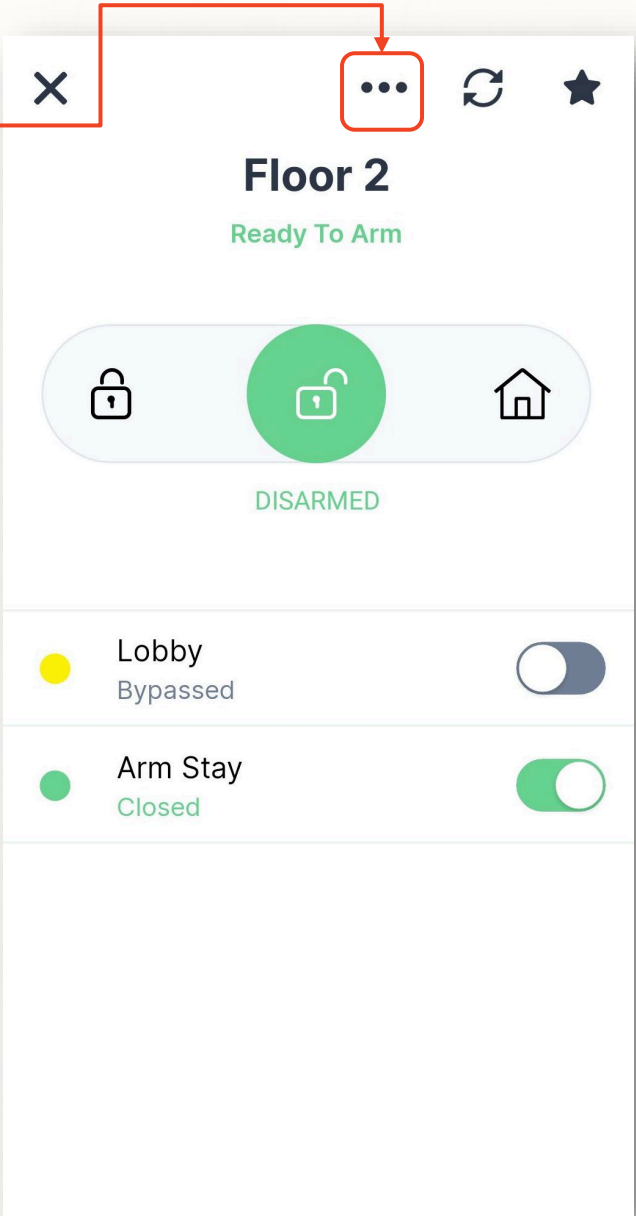 Floor 2
Ready To Arm
DISARMED
Lobby
Bypassed
Arm Stay
Closed